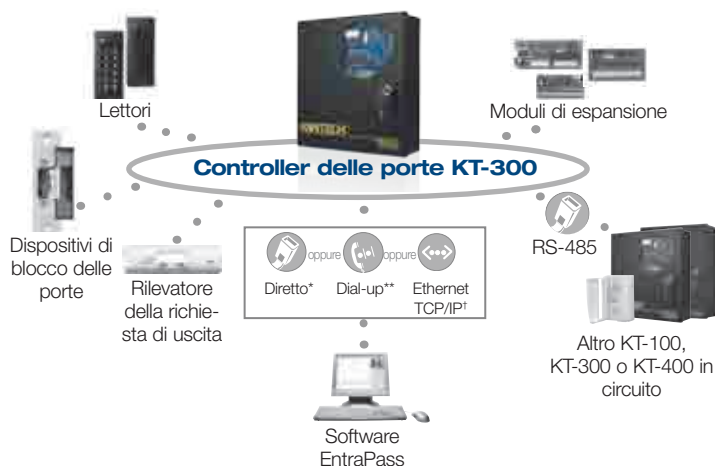 Lettori
Moduli di espansione
Controller delle porte KT-300
RS-485
Dispositivi di
blocco delle
porte
Rilevatore
della richie-
sta di uscita
oppure
oppure
Diretto*
Dial-up**
Ethernet
TCP/IP†
Altro KT-100,
KT-300 o KT-400 in
circuito
Software
EntraPass